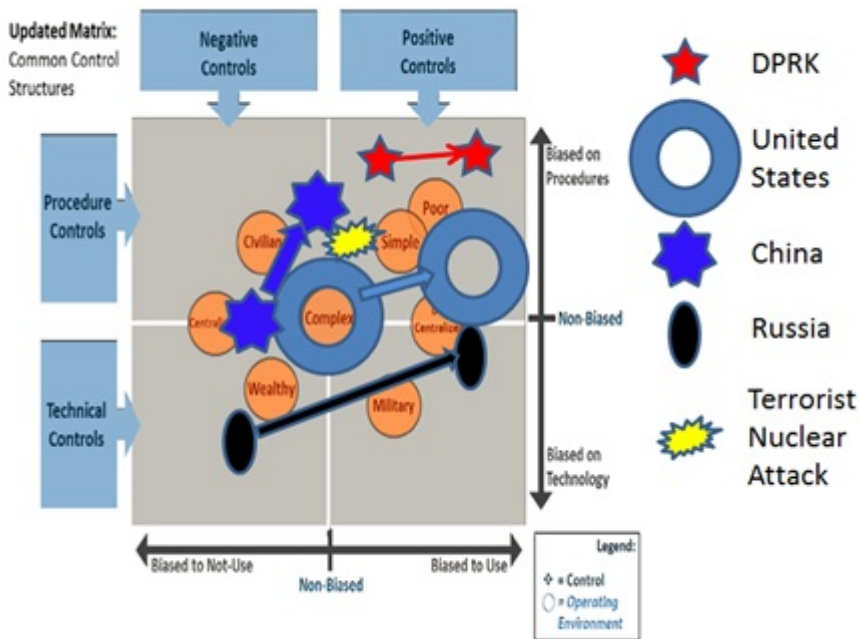 Updated Matrix:
Common Control
Structures
Negative
Controls
Positive
Controls
Procedure
Controls
Technical
Controls
Biased on
Procedures
Non-Biased
Biased on
Technology
Poor
Civilian
Simple
Complex
Centralize
Wealthy
Military
Biased to Not-Use
Non-Biased
Biased to Use
Legend:
= Control
= Operating
Environment
DPRK
United
States
China
Russia
Terrorist
Nuclear
Attack